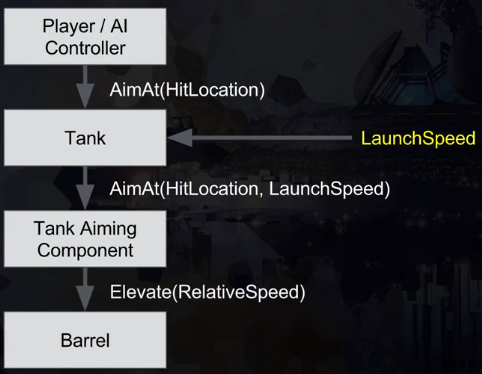 Player / AI
Controller
AimAt(HitLocation)
Tank
LaunchSpeed
AimAt(HitLocation, LaunchSpeed)
Tank Aiming
Component
Elevate(RelativeSpeed)
Barrel